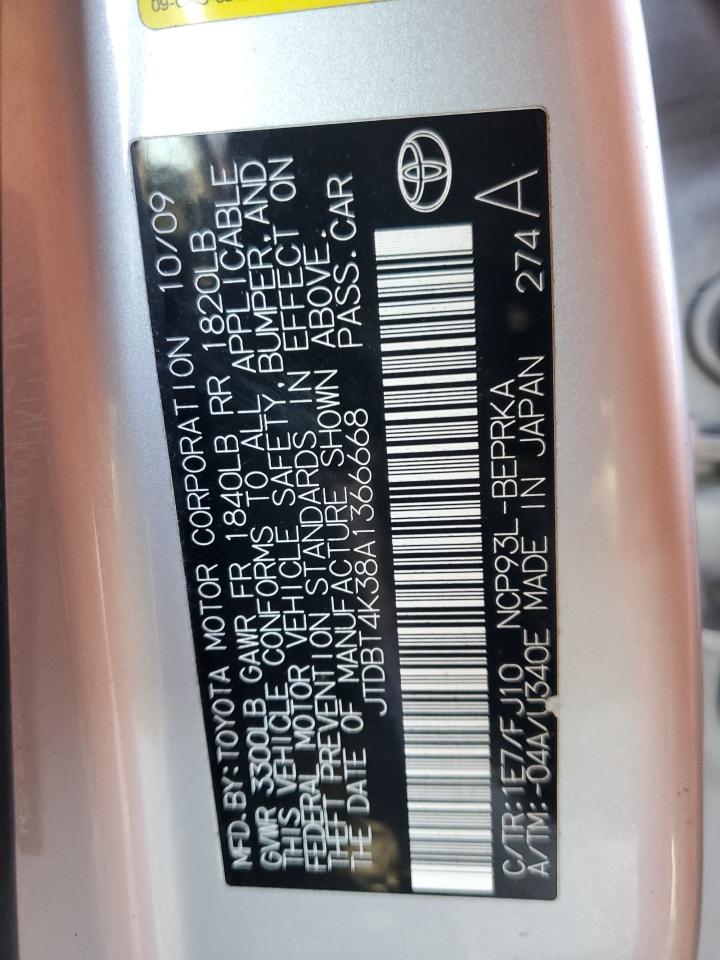 MFD. BY: TOYOTA MOTOR CORPORATION 10/09
GVWR 3300LB GAWR FR 1840LB RR 1820LB
THIS VEHICLE CONFORMS TO ALL APPLICABLE
FEDERAL MOTOR VEHICLE SAFETY, BUMPER, AND
THEFT PREVENTION STANDARDS IN EFFECT ON
THE DATE OF MANUFACTURE SHOWN ABOVE.
JTDBT4K38A1366668 PASS. CAR
C/TR: 1E7/FJ10 NCP93L-BEPRKA
A/TM: -04A/U340E MADE IN JAPAN 274 A